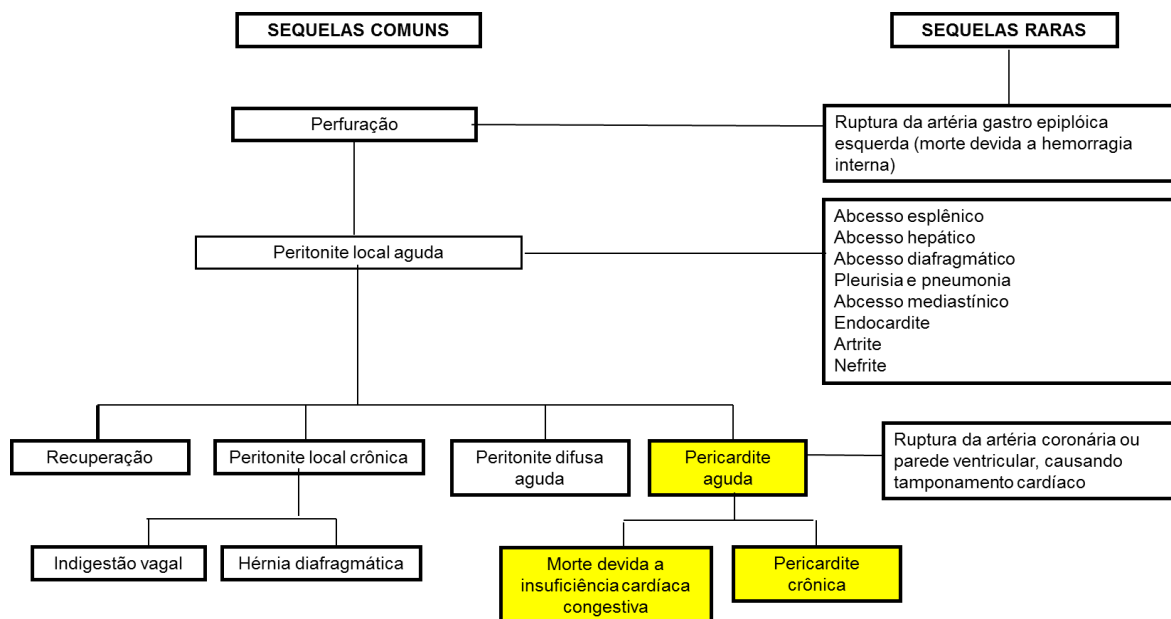 SEQUELAS COMUNS
SEQUELAS RARAS
Perfuração
Ruptura da artéria gastro epiplóica
esquerda (morte devida a hemorragia
interna)
Peritonite local aguda
Abcesso esplênico
Abcesso hepático
Abcesso diafragmático
Pleurisia e pneumonia
Abcesso mediastínico
Endocardite
Artrite
Nefrite
Recuperação
Peritonite local crônica
Peritonite difusa
aguda
Pericardite
aguda
Ruptura da artéria coronária ou
parede ventricular, causando
tamponamento cardíaco
Indigestão vagal
Hérnia diafragmática
Morte devida a
insuficiência cardíaca
congestiva
Pericardite
crônica